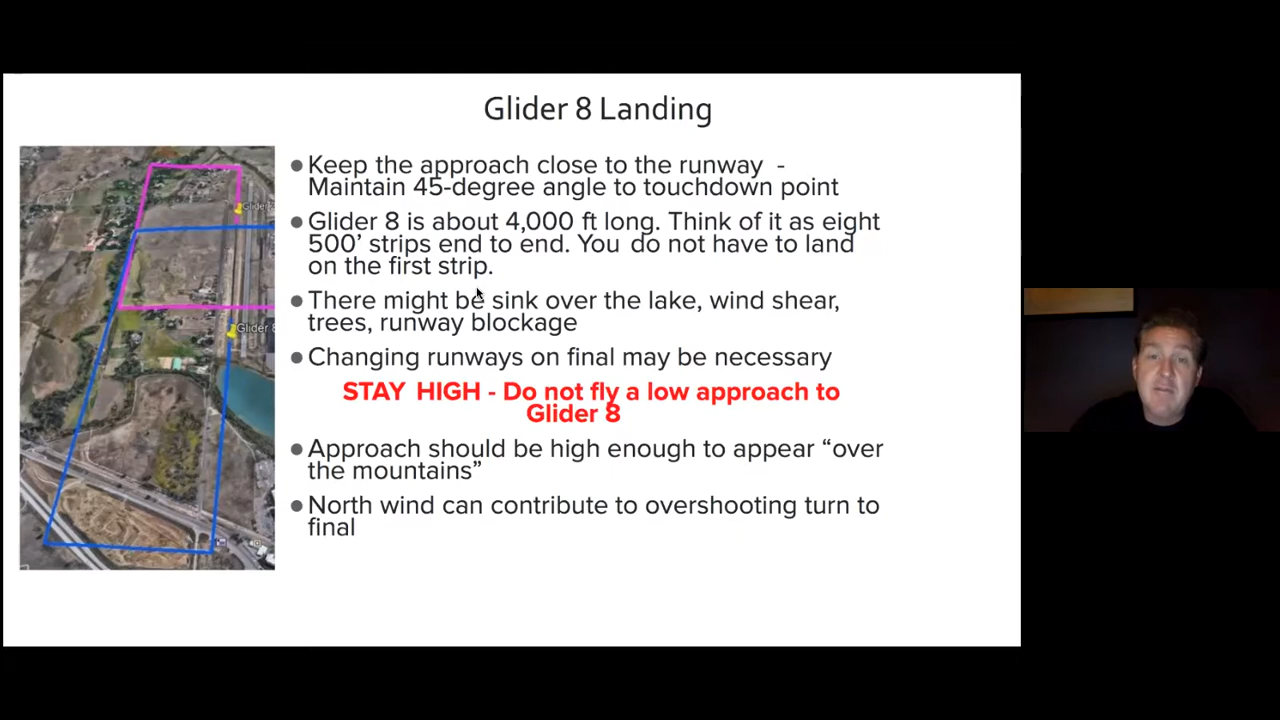 Glider 8 Landing
Keep the approach close to the runway -
Maintain 45-degree angle to touchdown point
Glider 8 is about 4,000 ft long. Think of it as eight
500’ strips end to end. You do not have to land
on the first strip.
There might be sink over the lake, wind shear,
trees, runway blockage
Changing runways on final may be necessary
STAY HIGH - Do not fly a low approach to
Glider 8
Approach should be high enough to appear “over
the mountains”
North wind can contribute to overshooting turn to
final
Glider
Glider 8